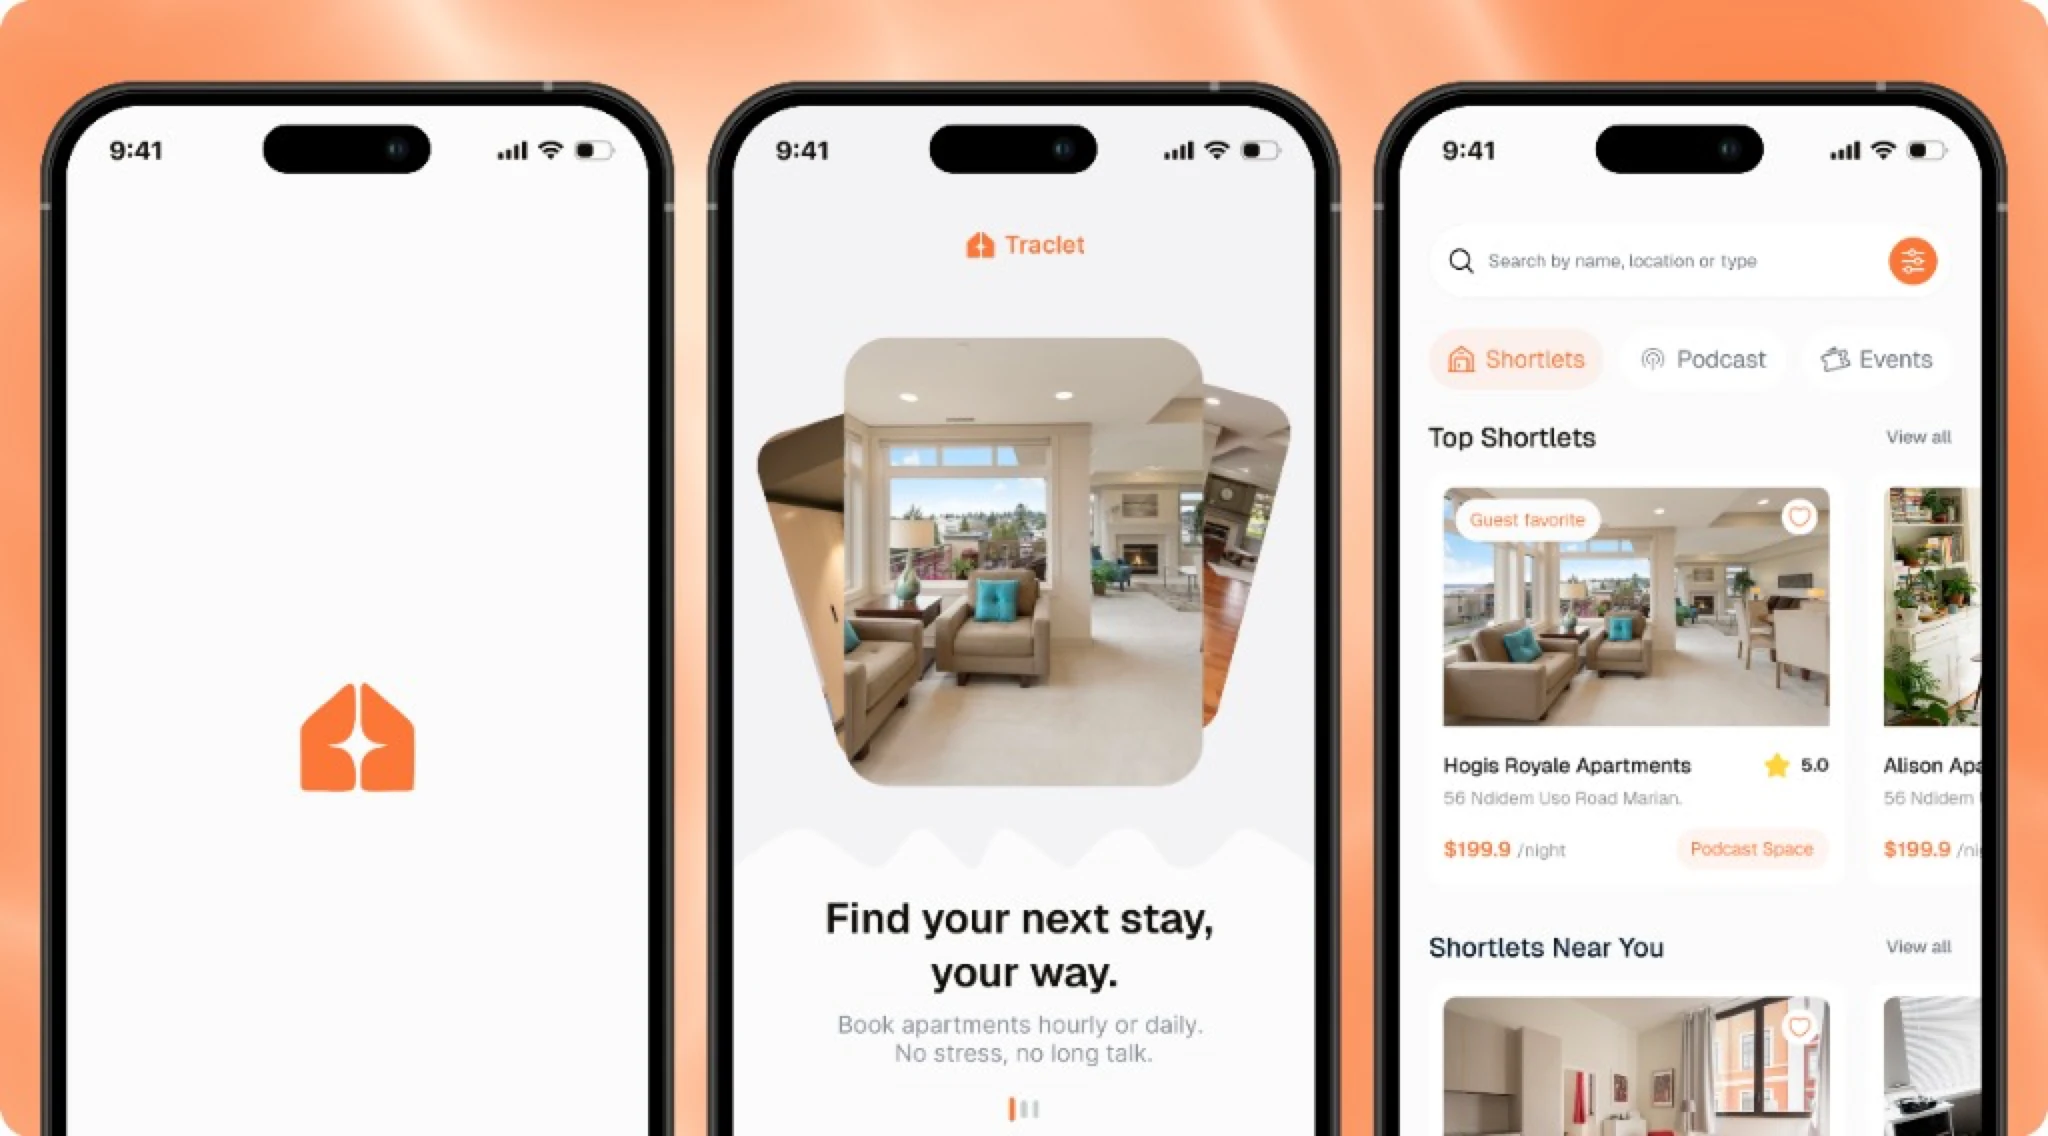 9:41
9:41
Traclet
Find your next stay,
your way.
Book apartments hourly or daily.
No stress, no long talk.
9:41
Search by name, location or type
Shortlets
Podcast
Events
Top Shortlets
View all
Guest favorite
Hogis Royale Apartments
5.0
56 Ndidem Uso Road Marian.
$199.9 /night
Podcast Space
Alison
56 Ndidem
$199.9
Shortlets Near You
View all